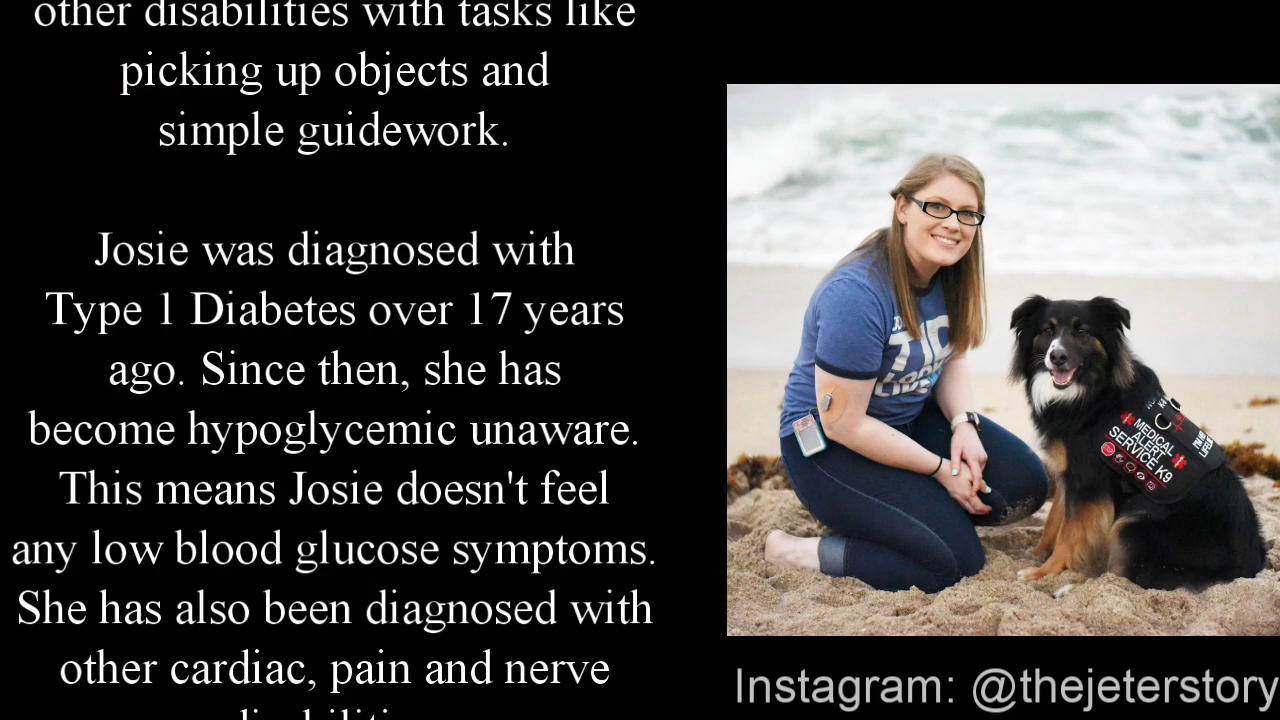 other disabilities with tasks like
picking up objects and
simple guidework.
Josie was diagnosed with
Type 1 Diabetes over 17 years
ago. Since then, she has
become hypoglycemic unaware.
This means Josie doesn't feel
any low blood glucose symptoms.
She has also been diagnosed with
other cardiac, pain and nerve
MEDICAL
ALERT
SERVICE K9
Instagram: @thejeterstory